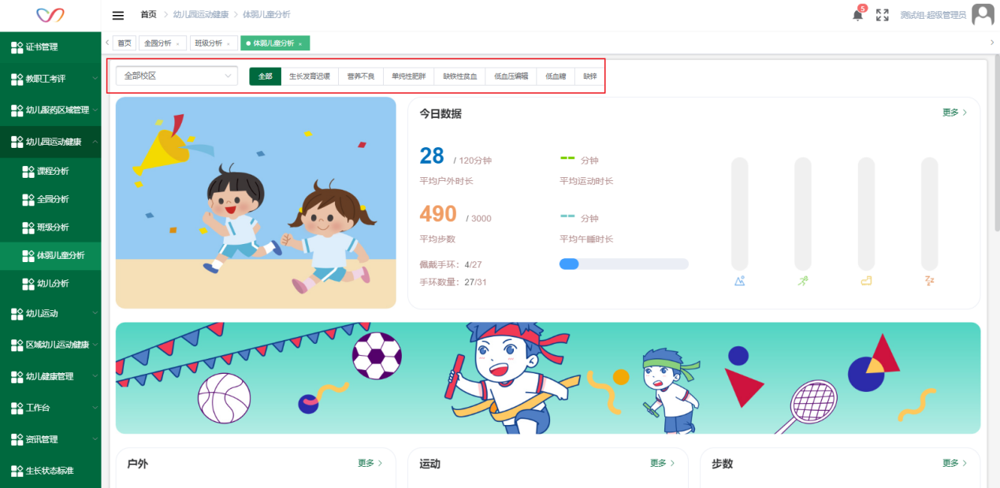 首页 > 幼儿园运动健康 > 体弱儿童分析
5
测试组-超级管理员
首页 全园分析 班级分析 体弱儿童分析
证书管理
教职工考评
幼儿服药区域管理
幼儿园运动健康
课程分析
全园分析
班级分析
体弱儿童分析
幼儿分析
幼儿运动
区域幼儿运动健康
幼儿健康管理
工作台
资讯管理
生长状态标准
全部校区
全部 生长发育迟缓 营养不良 单纯性肥胖 缺铁性贫血 低血压编辑 低血糖 缺锌
今日数据 更多 >
28 / 120分钟 -- 分钟
平均户外时长 平均运动时长
490 / 3000 -- 分钟
平均步数 平均午睡时长
佩戴手环：4/27
手环数量：27/31
户外 更多 >
运动 更多 >
步数 更多 >